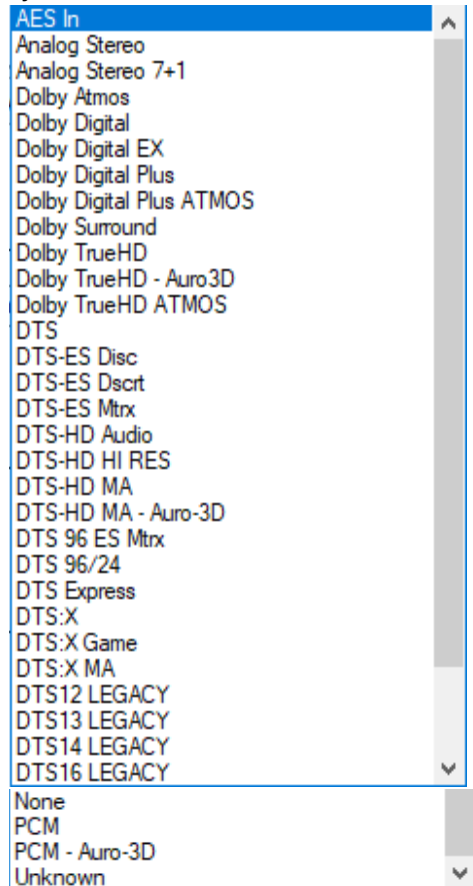 AES In
Analog Stereo
Analog Stereo 7+1
Dolby Atmos
Dolby Digital
Dolby Digital EX
Dolby Digital Plus
Dolby Digital Plus ATMOS
Dolby Surround
Dolby TrueHD
Dolby TrueHD - Auro3D
Dolby TrueHD ATMOS
DTS
DTS-ES Disc
DTS-ES Dscrt
DTS-ES Mtrx
DTS-HD Audio
DTS-HD HI RES
DTS-HD MA
DTS-HD MA - Auro-3D
DTS 96 ES Mtrx
DTS 96/24
DTS Express
DTS:X
DTS:X Game
DTS:X MA
DTS12 LEGACY
DTS13 LEGACY
DTS14 LEGACY
DTS16 LEGACY
None
PCM
PCM - Auro-3D
Unknown